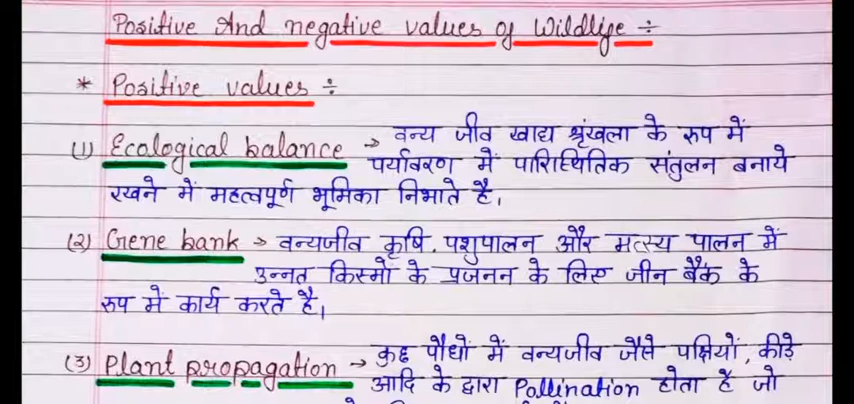 Positive And negative values of Wildlife ÷
* Positive values ÷
(1) Ecological balance → वन्य जीव खाद्य श्रृंखला के रूप में
पर्यावरण में पारिस्थितिक संतुलन बनाये
रखने में महत्वपूर्ण भूमिका निभाते है।
(2) Gene bank → वन्यजीव कृषि, पशुपालन और मत्स्य पालन में
उन्नत किस्मों के प्रजनन के लिए जीन बैंक के
रूप में कार्य करते है।
(3) Plant propagation → कुछ पौधों में वन्यजीव जैसे पक्षियों, कीड़े
आदि के द्वारा Pollination होता है जो